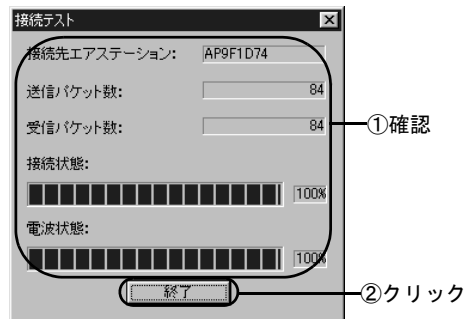 接続テスト
接続先エアステーション: AP9F1D74
送信パケット数: 84
受信パケット数: 84
①確認
接続状態:
100%
電波状態:
100%
終了
②クリック